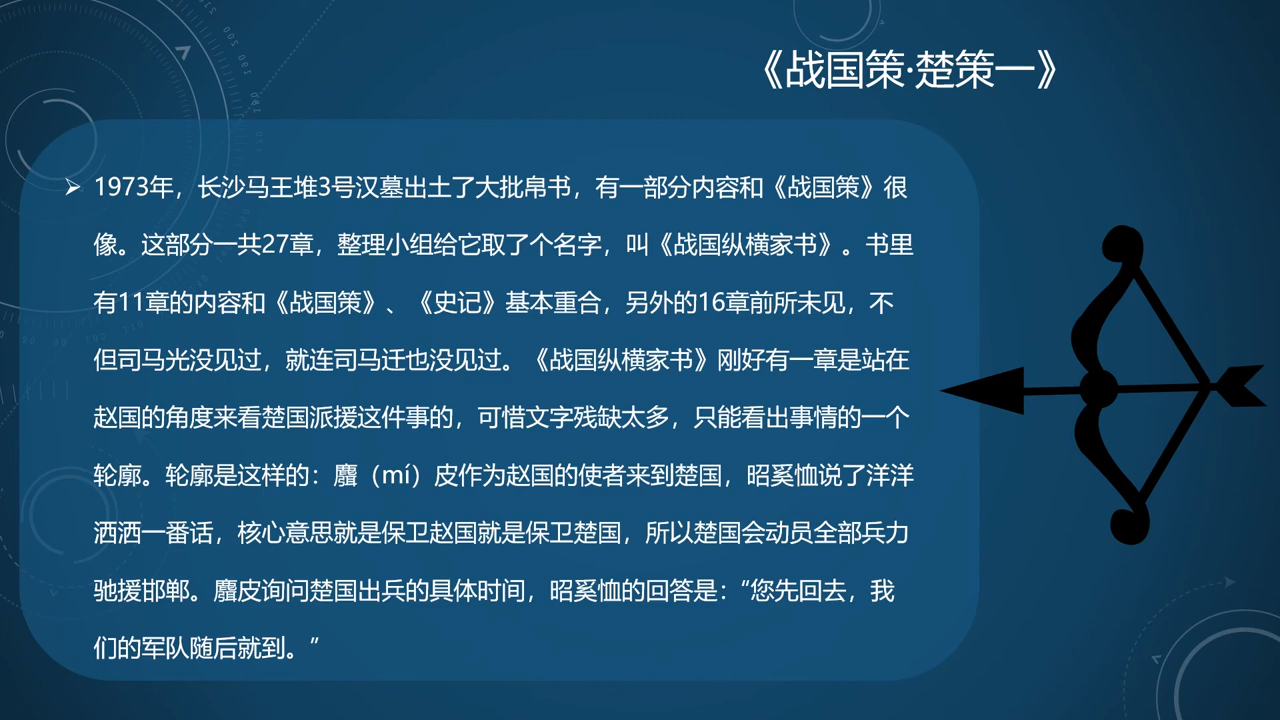 《战国策·楚策一》
1973年，长沙马王堆3号汉墓出土了大批帛书，有一部分内容和《战国策》很
像。这部分一共27章，整理小组给它取了个名字，叫《战国纵横家书》。书里
有11章的内容和《战国策》、《史记》基本重合，另外的16章前所未见，不
但司马光没见过，就连司马迁也没见过。《战国纵横家书》刚好有一章是站在
赵国的角度来看楚国派援这件事的，可惜文字残缺太多，只能看出事情的一个
轮廓。轮廓是这样的：麛（mí）皮作为赵国的使者来到楚国，昭奚恤说了洋洋
洒洒一番话，核心意思就是保卫赵国就是保卫楚国，所以楚国会动员全部兵力
驰援邯郸。麛皮询问楚国出兵的具体时间，昭奚恤的回答是：“您先回去，我
们的军队随后就到。”